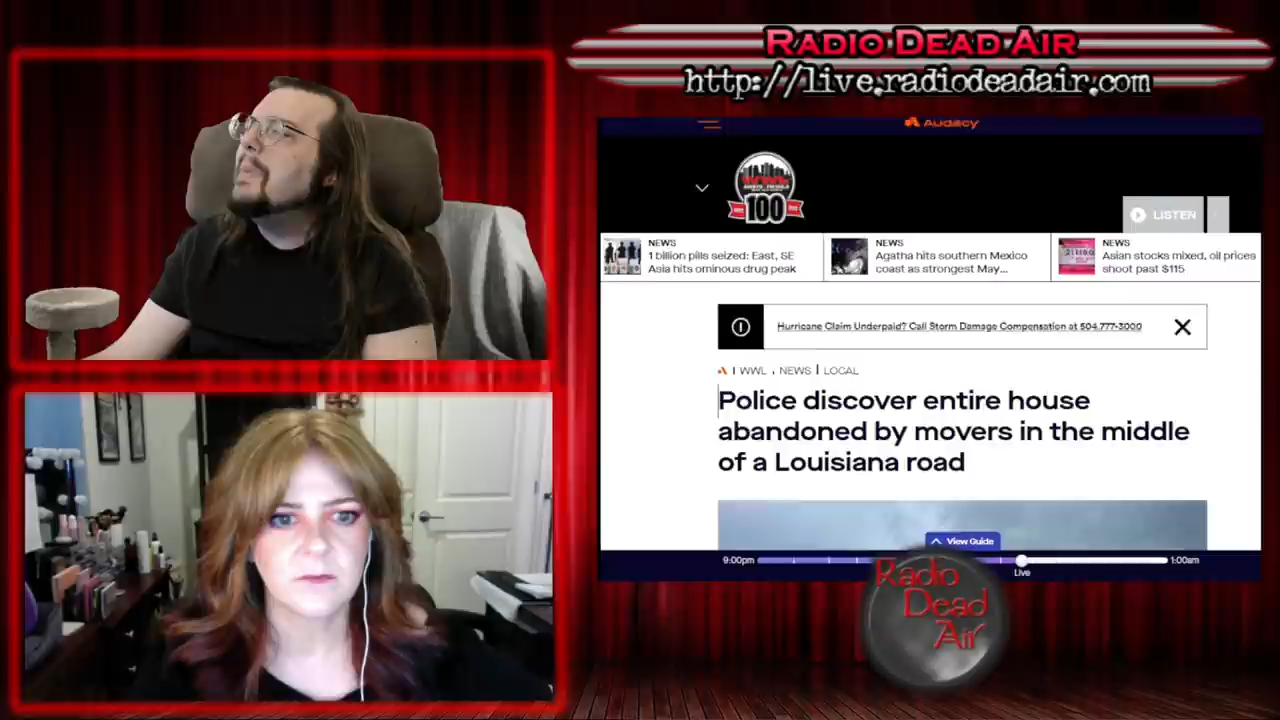 Radio Dead Air
http://live.radiodeadair.com
Audacy
100
LISTEN
NEWS
1 billion pills seized: East, SE
Asia hits ominous drug peak
NEWS
Agatha hits southern Mexico
coast as strongest May...
NEWS
Asian stocks mixed, oil prices
shoot past $115
Hurricane Claim Underpaid? Call Storm Damage Compensation at 504.777-3000
WWL , NEWS | LOCAL
Police discover entire house
abandoned by movers in the middle
of a Louisiana road
View Guide
9:00pm
1:00am
Live
Radio
Dead
Air